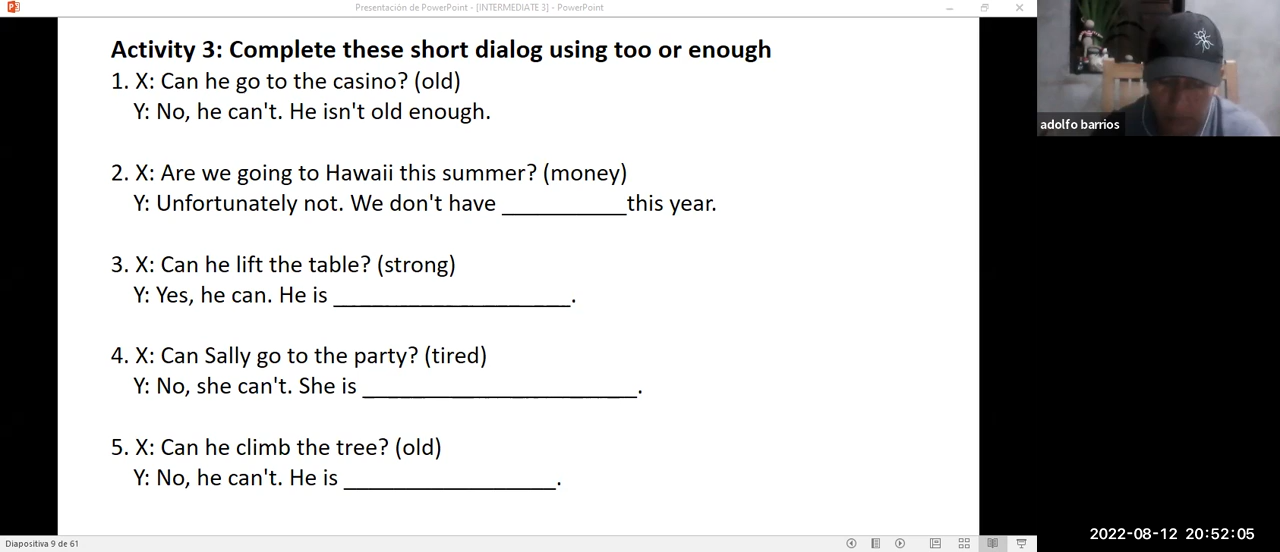 Presentación de PowerPoint - [INTERMEDIATE 3] - PowerPoint
Activity 3: Complete these short dialog using too or enough
1. X: Can he go to the casino? (old)
Y: No, he can't. He isn't old enough.
2. X: Are we going to Hawaii this summer? (money)
Y: Unfortunately not. We don't have __________this year.
3. X: Can he lift the table? (strong)
Y: Yes, he can. He is ___________________.
4. X: Can Sally go to the party? (tired)
Y: No, she can't. She is ______________________.
5. X: Can he climb the tree? (old)
Y: No, he can't. He is _________________.
adolfo barrios
Diapositiva 9 de 61
2022-08-12 20:52:05